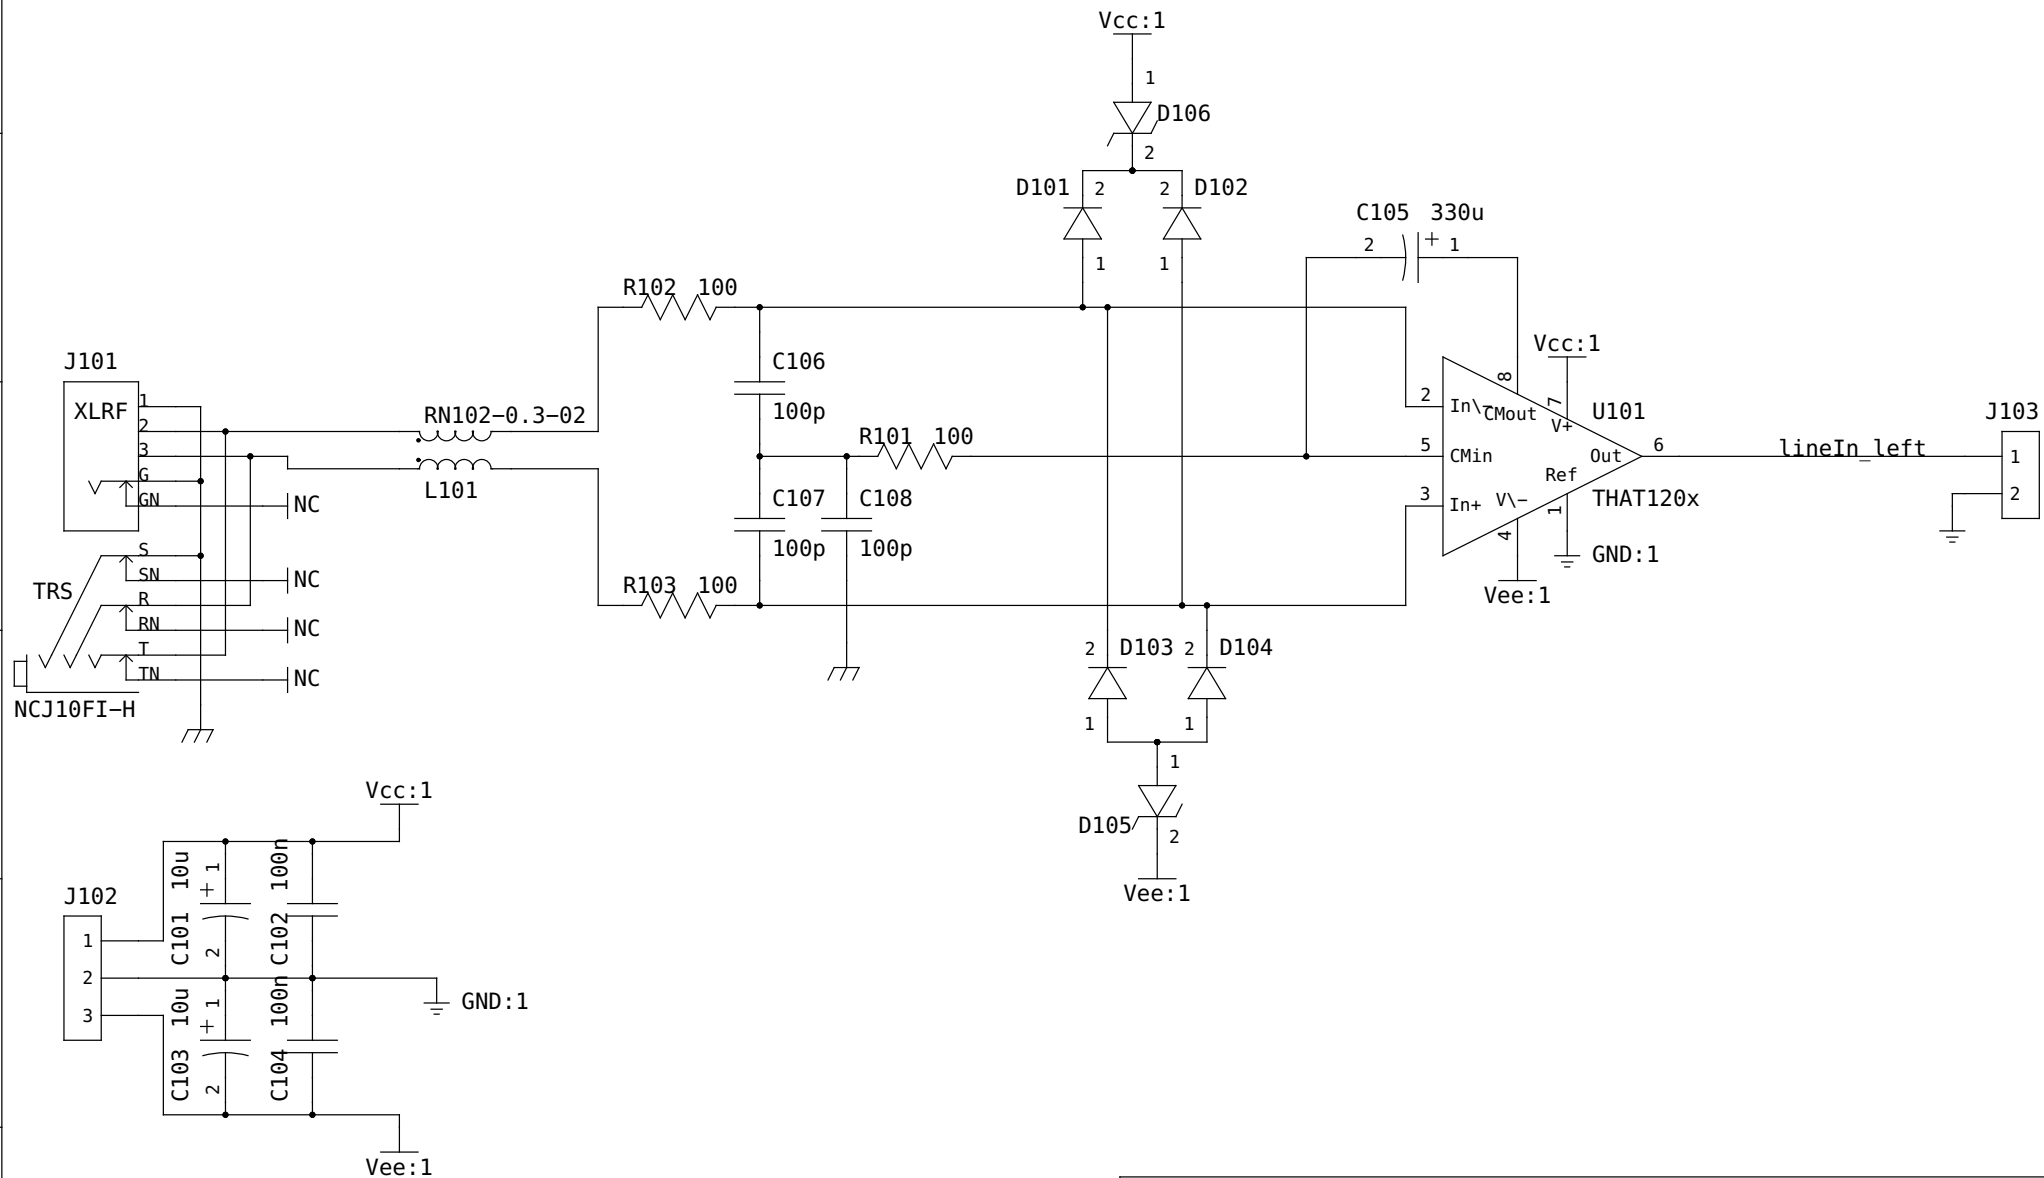 Vcc:1
1
D106
2
D101 2
2 D102
1
1
C105 330u
2 + 1
R102 100
J101
XLRF
1
2
3
G
GN
NC
RN102-0.3-02
L101
C106
100p
R101 100
C107
100p
C108
100p
R103 100
S
SN
NC
TRS
R
RN
NC
T
TN
NC
NCJ10FI-H
Vcc:1
8
7
2
In\-
CMout
V+
U101
5
CMin
Out
6
lineIn_left
Ref
3
In+
V\-
4
1
THAT120x
GND:1
Vee:1
J103
1
2
2 D103
2 D104
1
1
1
D105
2
Vee:1
Vcc:1
C101 10u
+ 1
2
C102 100n
J102
1
2
3
GND:1
C103 10u
+ 1
2
C104 100n
Vee:1